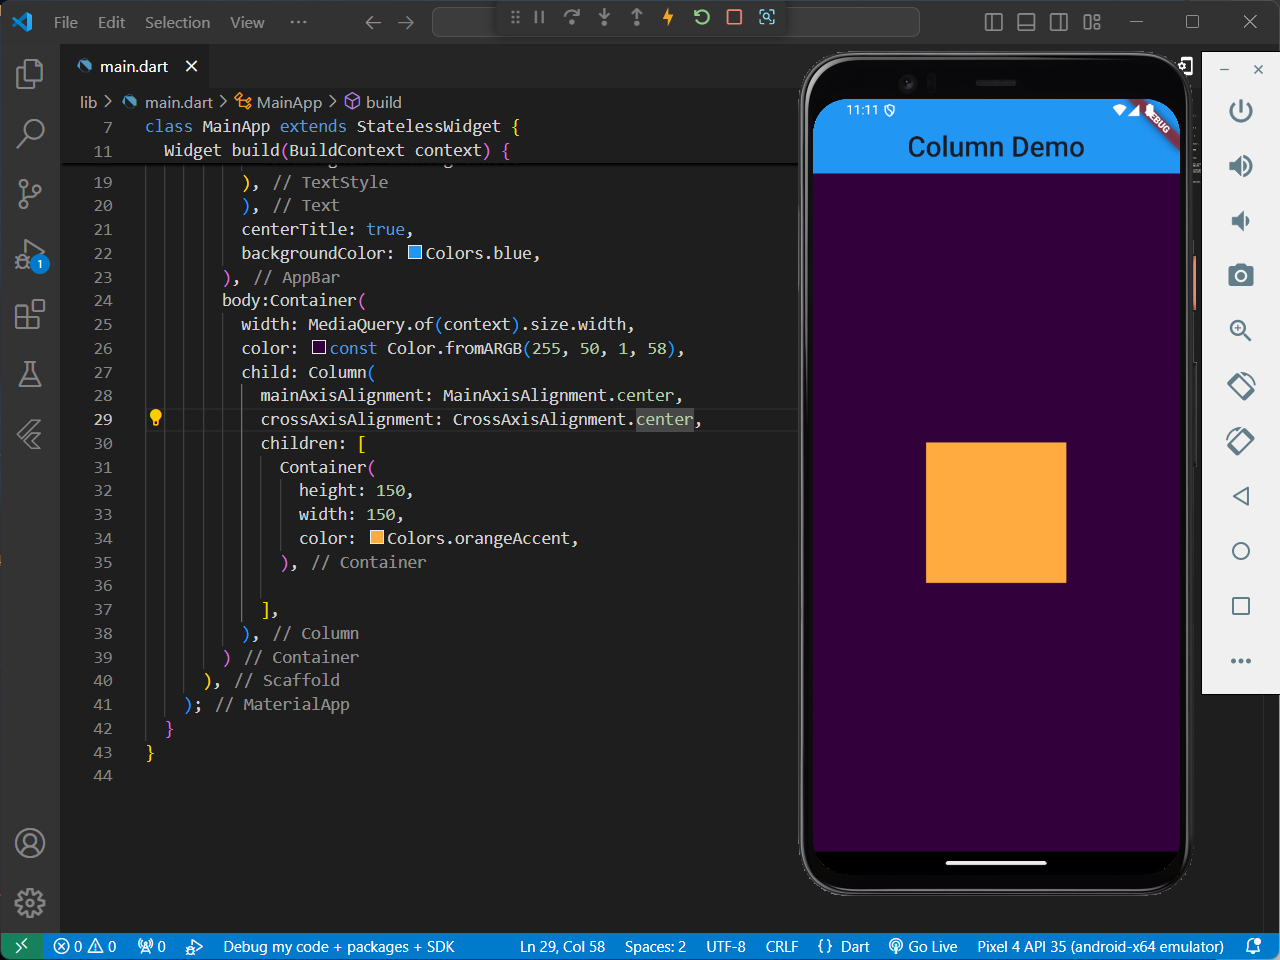 File Edit Selection View ···
main.dart
lib > main.dart > MainApp > build
7 class MainApp extends StatelessWidget {
11 Widget build(BuildContext context) {
19 ), // TextStyle
20 ), // Text
21 centerTitle: true,
22 backgroundColor: Colors.blue,
23 ), // AppBar
24 body:Container(
25 width: MediaQuery.of(context).size.width,
26 color: const Color.fromARGB(255, 50, 1, 58),
27 child: Column(
28 mainAxisAlignment: MainAxisAlignment.center,
29 crossAxisAlignment: CrossAxisAlignment.center,
30 children: [
31 Container(
32 height: 150,
33 width: 150,
34 color: Colors.orangeAccent,
35 ), // Container
36
37 ],
38 ), // Column
39 ) // Container
40 ), // Scaffold
41 ); // MaterialApp
42 }
43 }
44
1
11:11
DEBUG
Column Demo
0 0 0 Debug my code + packages + SDK Ln 29, Col 58 Spaces: 2 UTF-8 CRLF {} Dart Go Live Pixel 4 API 35 (android-x64 emulator)